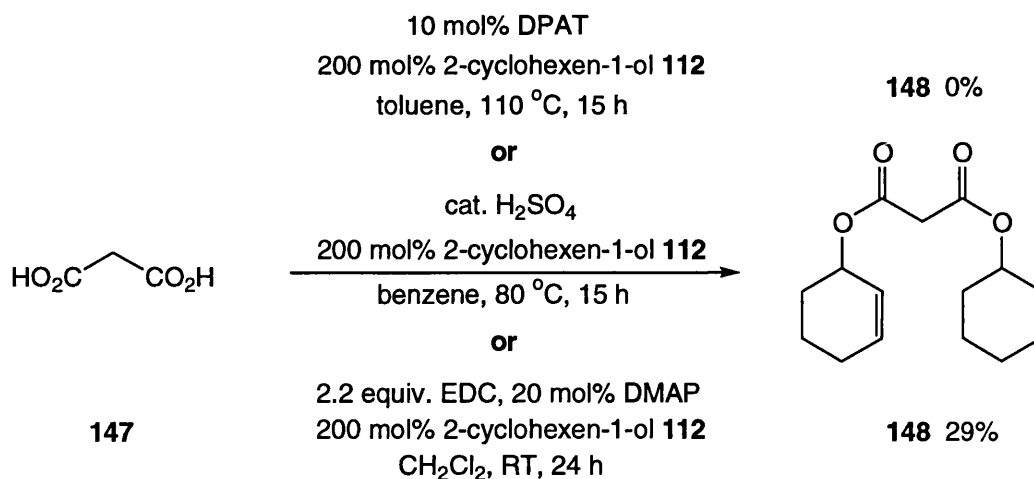 10 mol% DPAT
200 mol% 2-cyclohexen-1-ol 112
toluene, 110 °C, 15 h
or
cat. H₂SO₄
200 mol% 2-cyclohexen-1-ol 112
benzene, 80 °C, 15 h
or
2.2 equiv. EDC, 20 mol% DMAP
200 mol% 2-cyclohexen-1-ol 112
CH₂Cl₂, RT, 24 h
HO₂C CO₂H
147
148 0%
O O
O O
148 29%